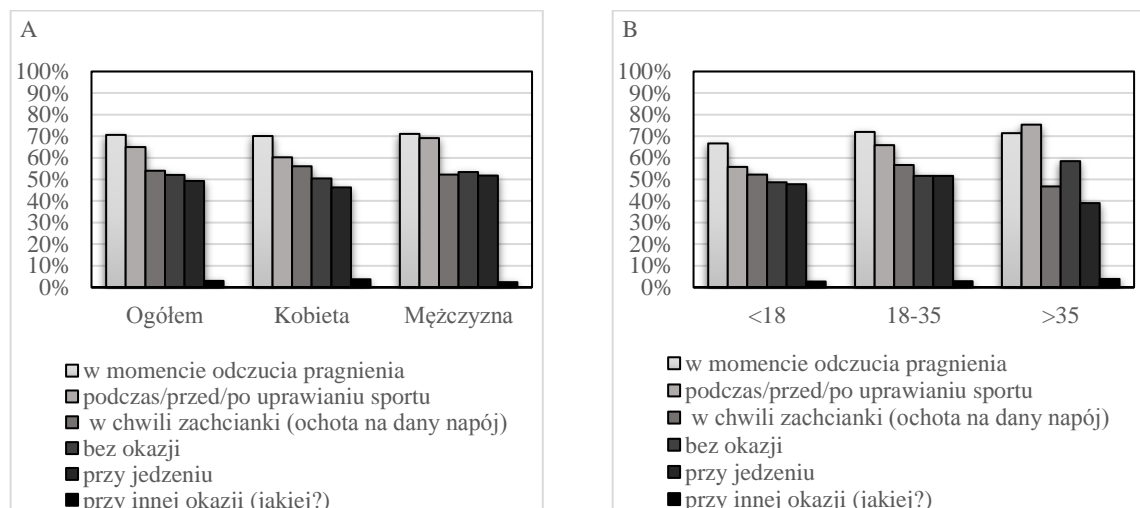 A
100%
90%
80%
70%
60%
50%
40%
30%
20%
10%
0%
Ogółem Kobieta Mężczyzna
w momencie odczucia pragnienia
podczas/przed/po uprawianiu sportu
w chwili zachcianki (ochota na dany napój)
bez okazji
przy jedzeniu
przy innej okazji (jakiej?)
B
100%
90%
80%
70%
60%
50%
40%
30%
20%
10%
0%
<18 18-35 >35
w momencie odczucia pragnienia
podczas/przed/po uprawianiu sportu
w chwili zachcianki (ochota na dany napój)
bez okazji
przy jedzeniu
przy innej okazji (jakiej?)